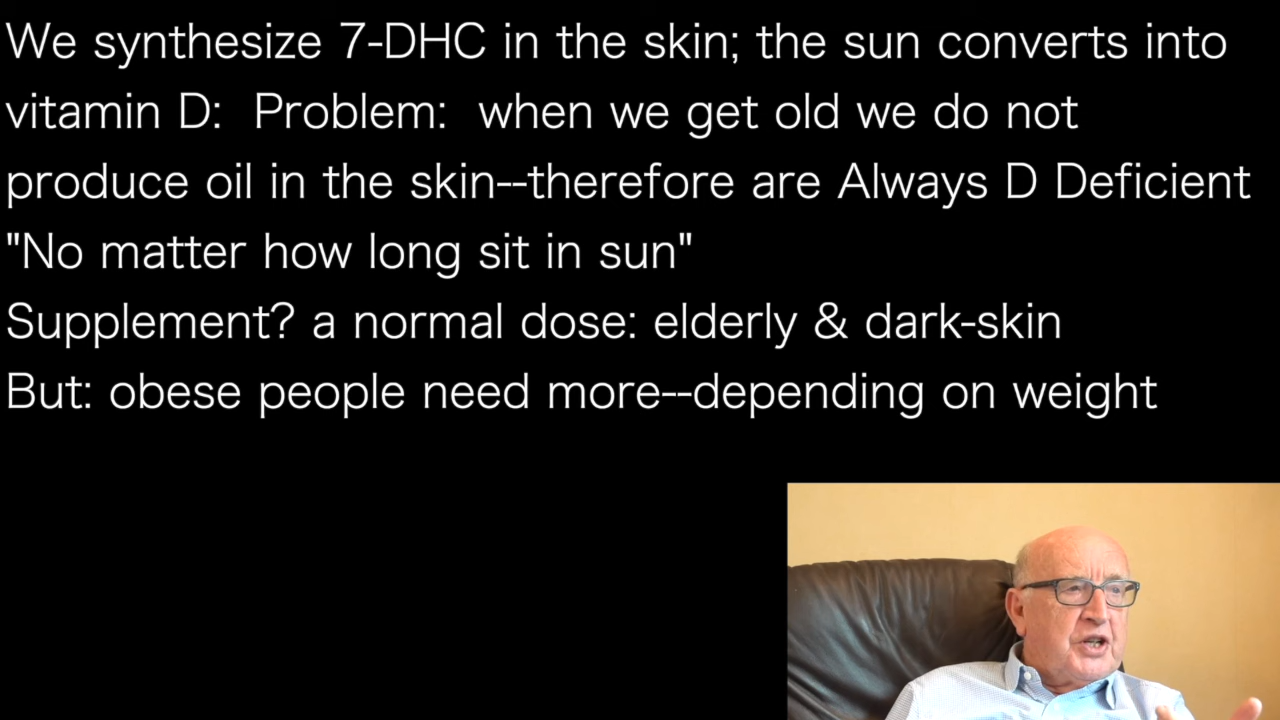 We synthesize 7-DHC in the skin; the sun converts into
vitamin D:  Problem:  when we get old we do not
produce oil in the skin--therefore are Always D Deficient
"No matter how long sit in sun"
Supplement? a normal dose: elderly & dark-skin
But: obese people need more--depending on weight